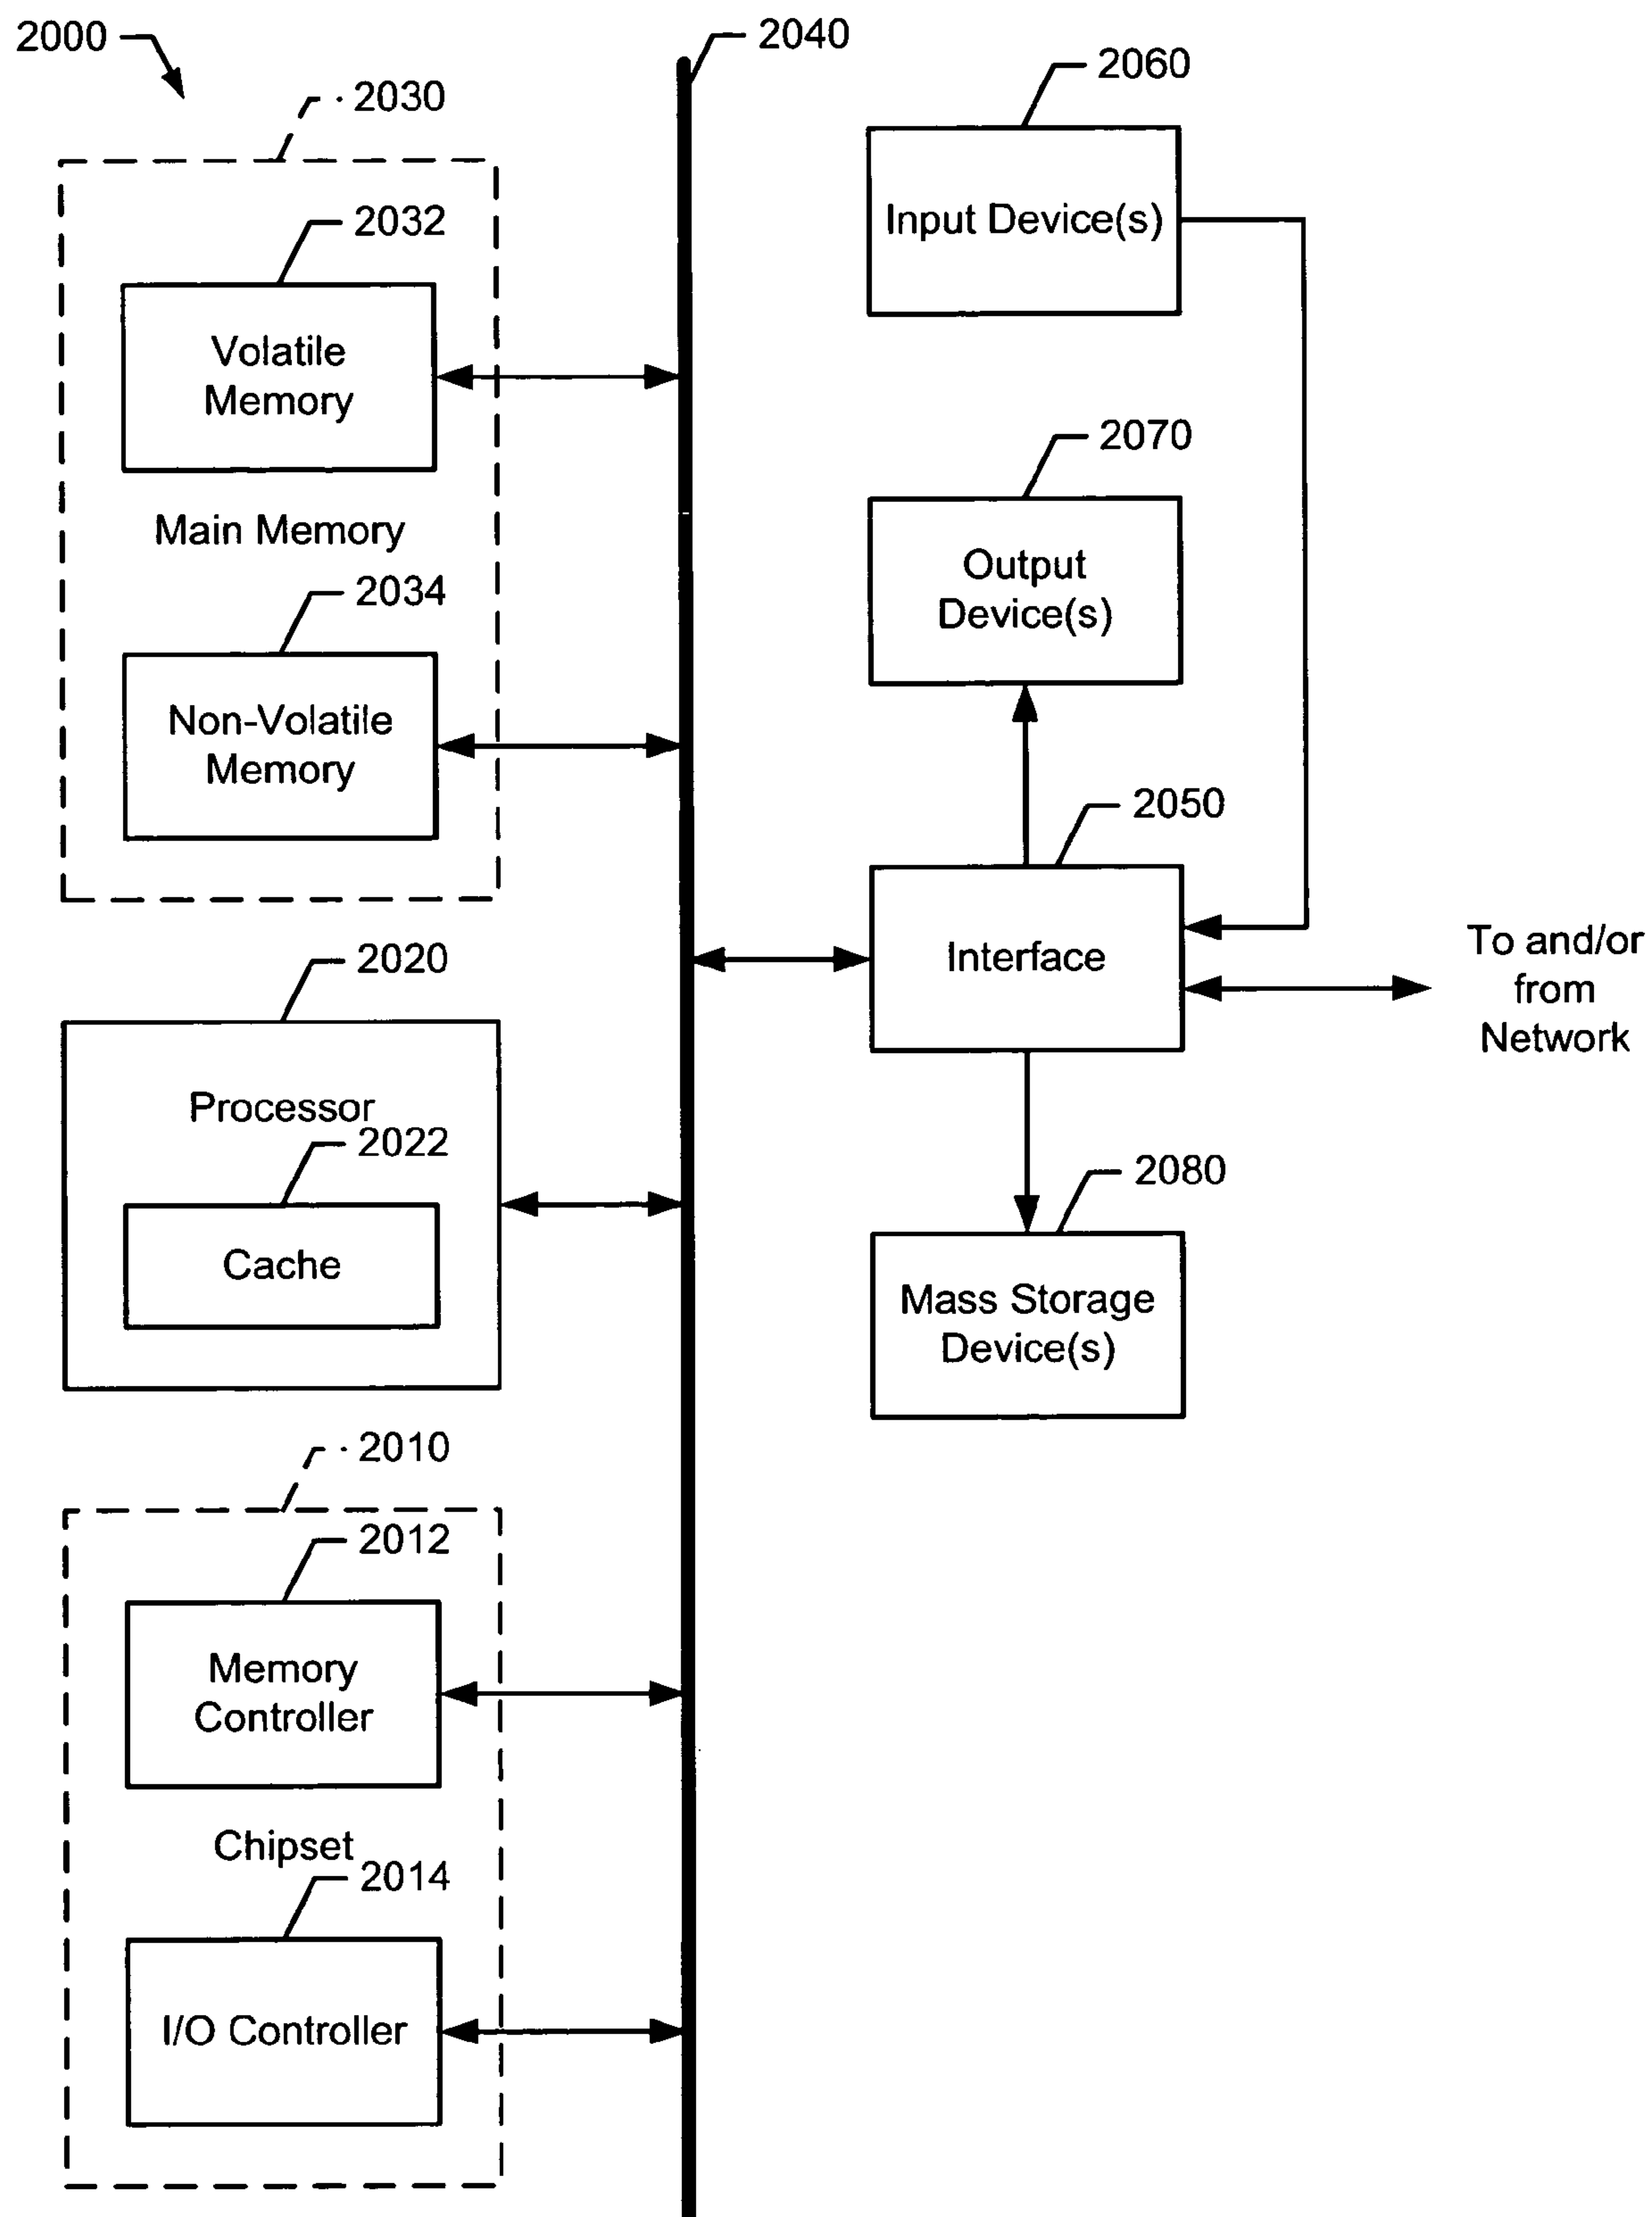 2000
2040
2060
2030
Input Device(s)
2032
Volatile
Memory
2070
Output
Device(s)
Main Memory
2034
Non-Volatile
Memory
2050
Interface
To and/or
from
Network
2020
Processor
2022
Cache
2080
Mass Storage
Device(s)
2010
2012
Memory
Controller
Chipset
2014
I/O Controller